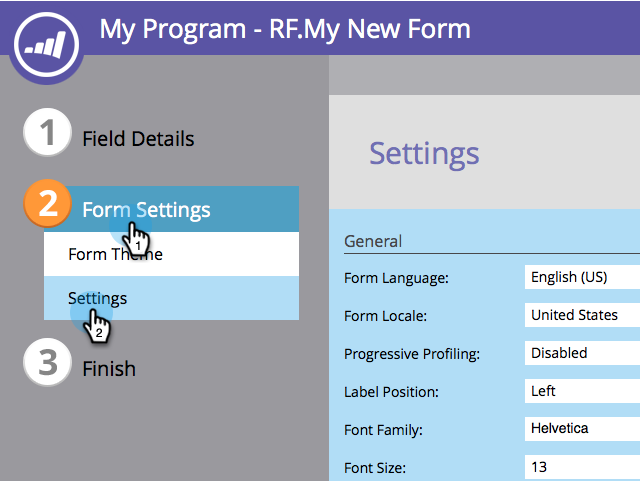 My Program - RF.My New Form
1 Field Details
2 Form Settings
1
Form Theme
Settings
2
3 Finish
Settings
General
Form Language: English (US)
Form Locale: United States
Progressive Profiling: Disabled
Label Position: Left
Font Family: Helvetica
Font Size: 13